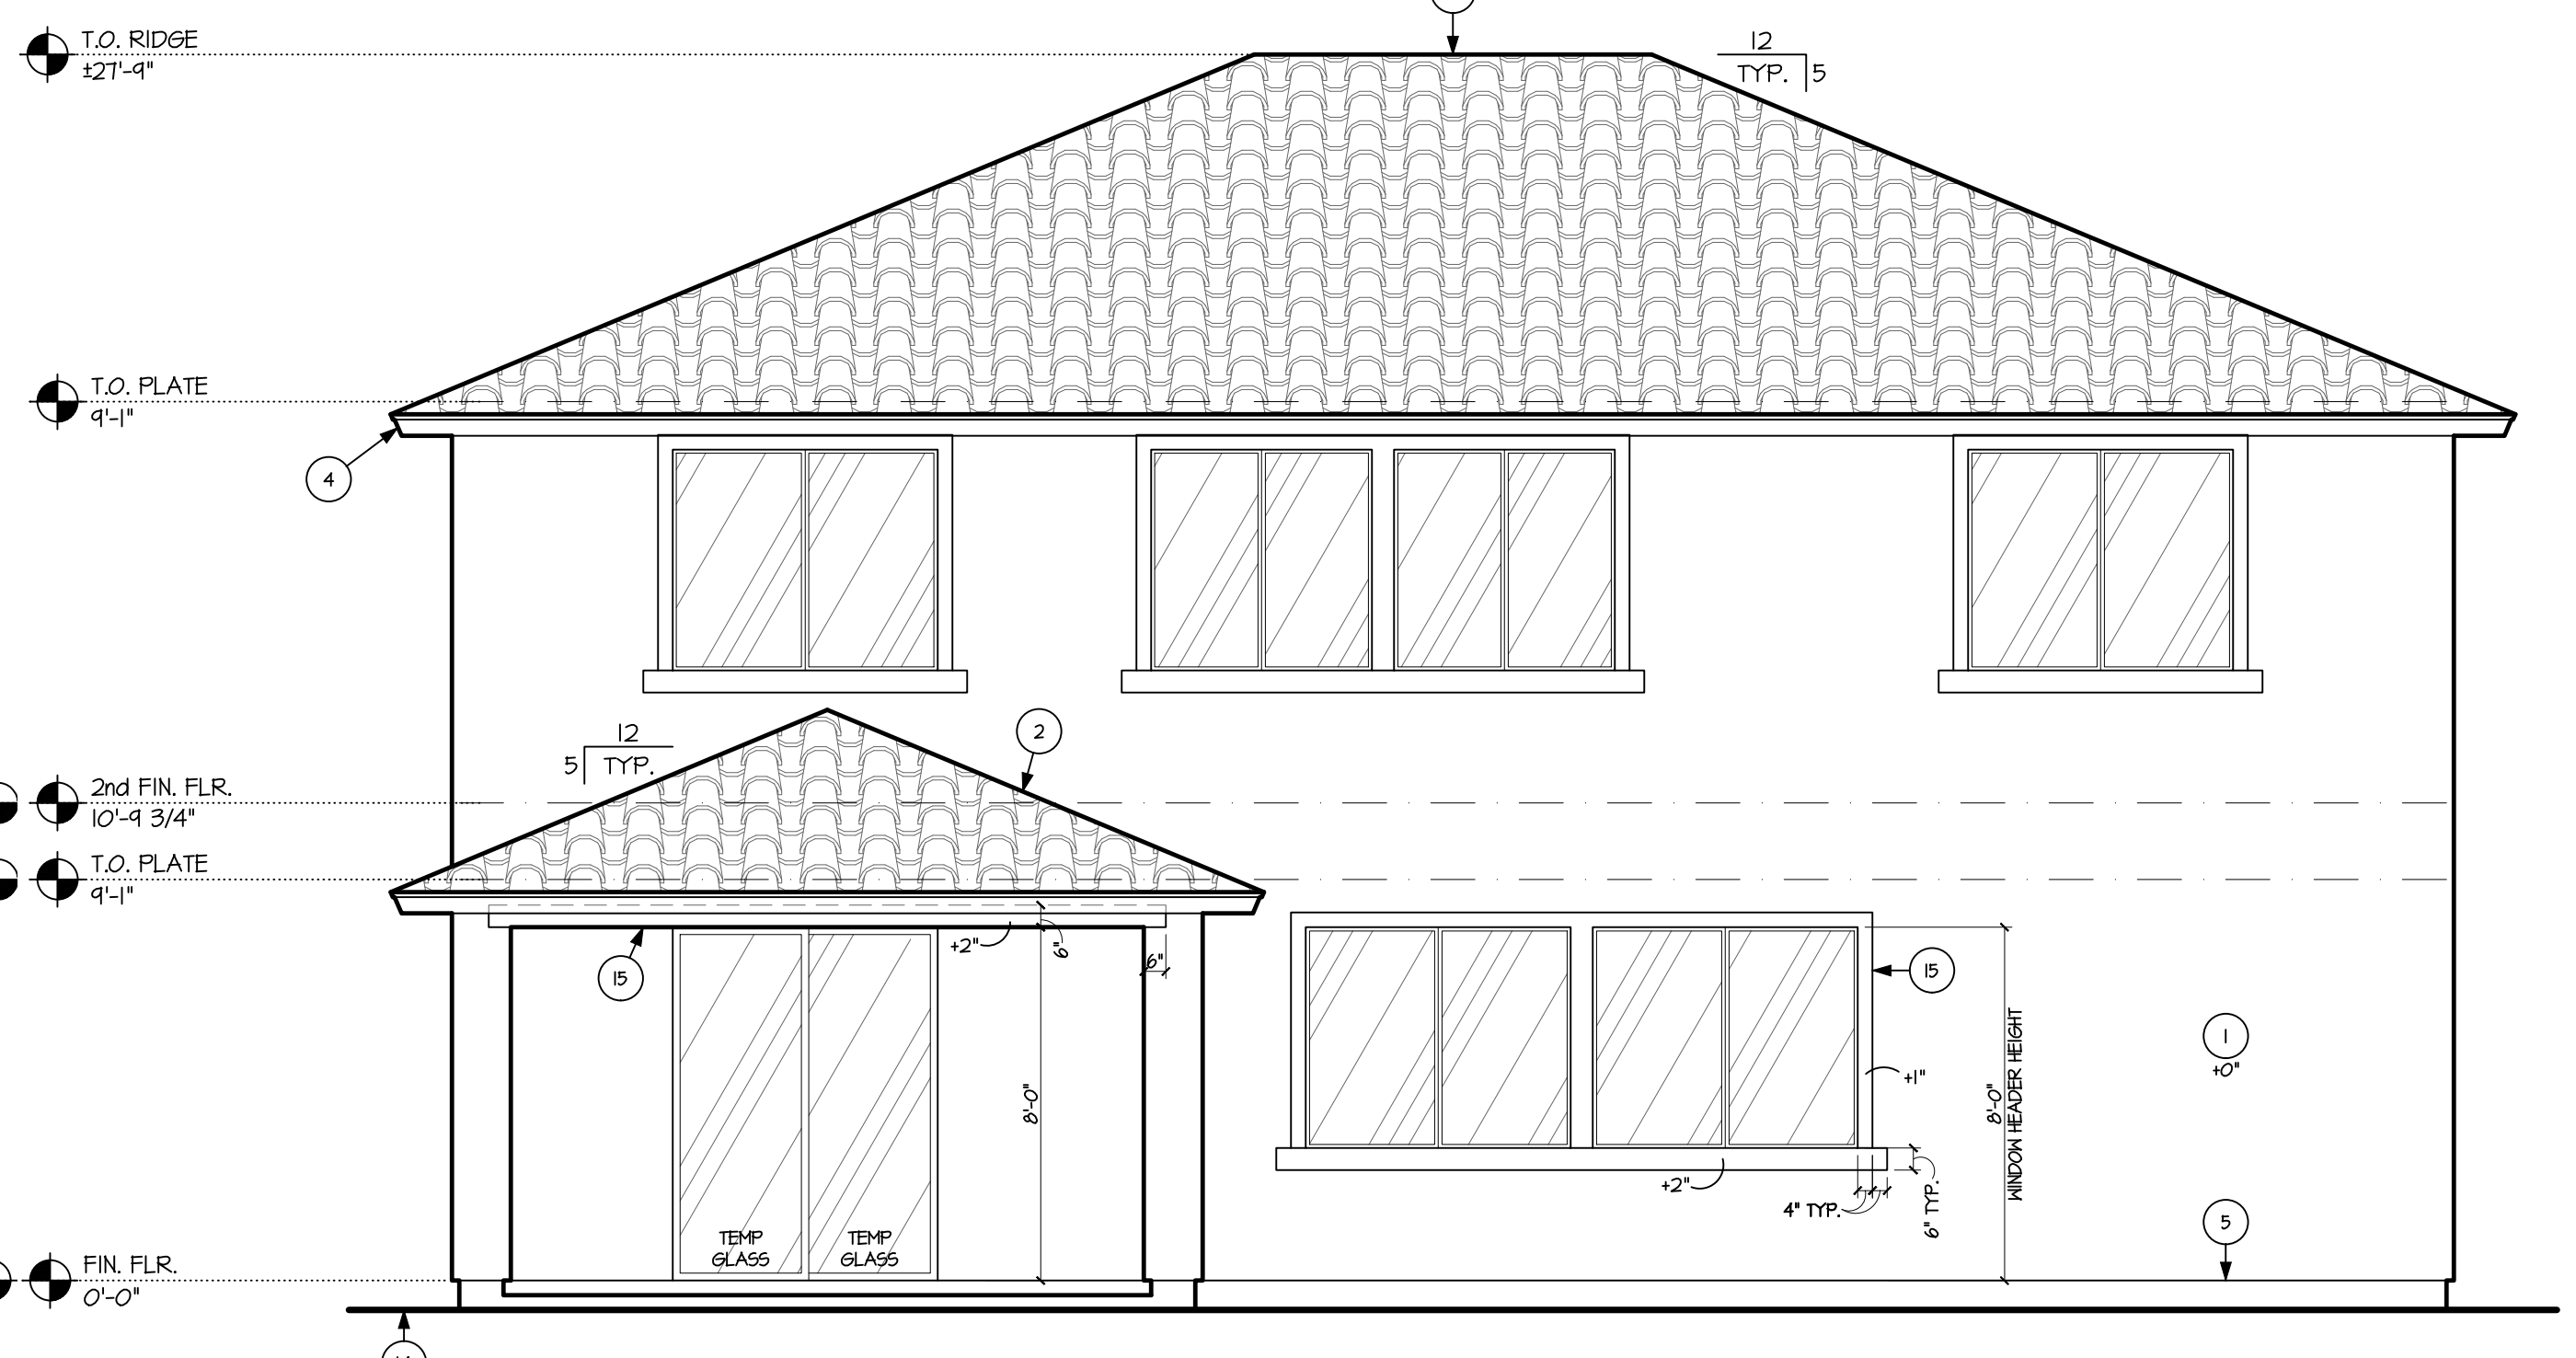 T.O. RIDGE
±27'-9"
12
TYP.
5
T.O. PLATE
9'-1"
4
2
12
5
TYP.
2nd FIN. FLR.
10'-9 3/4"
T.O. PLATE
9'-1"
+2"
6"
6"
15
15
1
+0"
+1"
8'-0"
8'-0"
WINDOW HEADER HEIGHT
+2"
4" TYP.
6" TYP.
5
TEMP
GLASS
TEMP
GLASS
FIN. FLR.
0'-0"